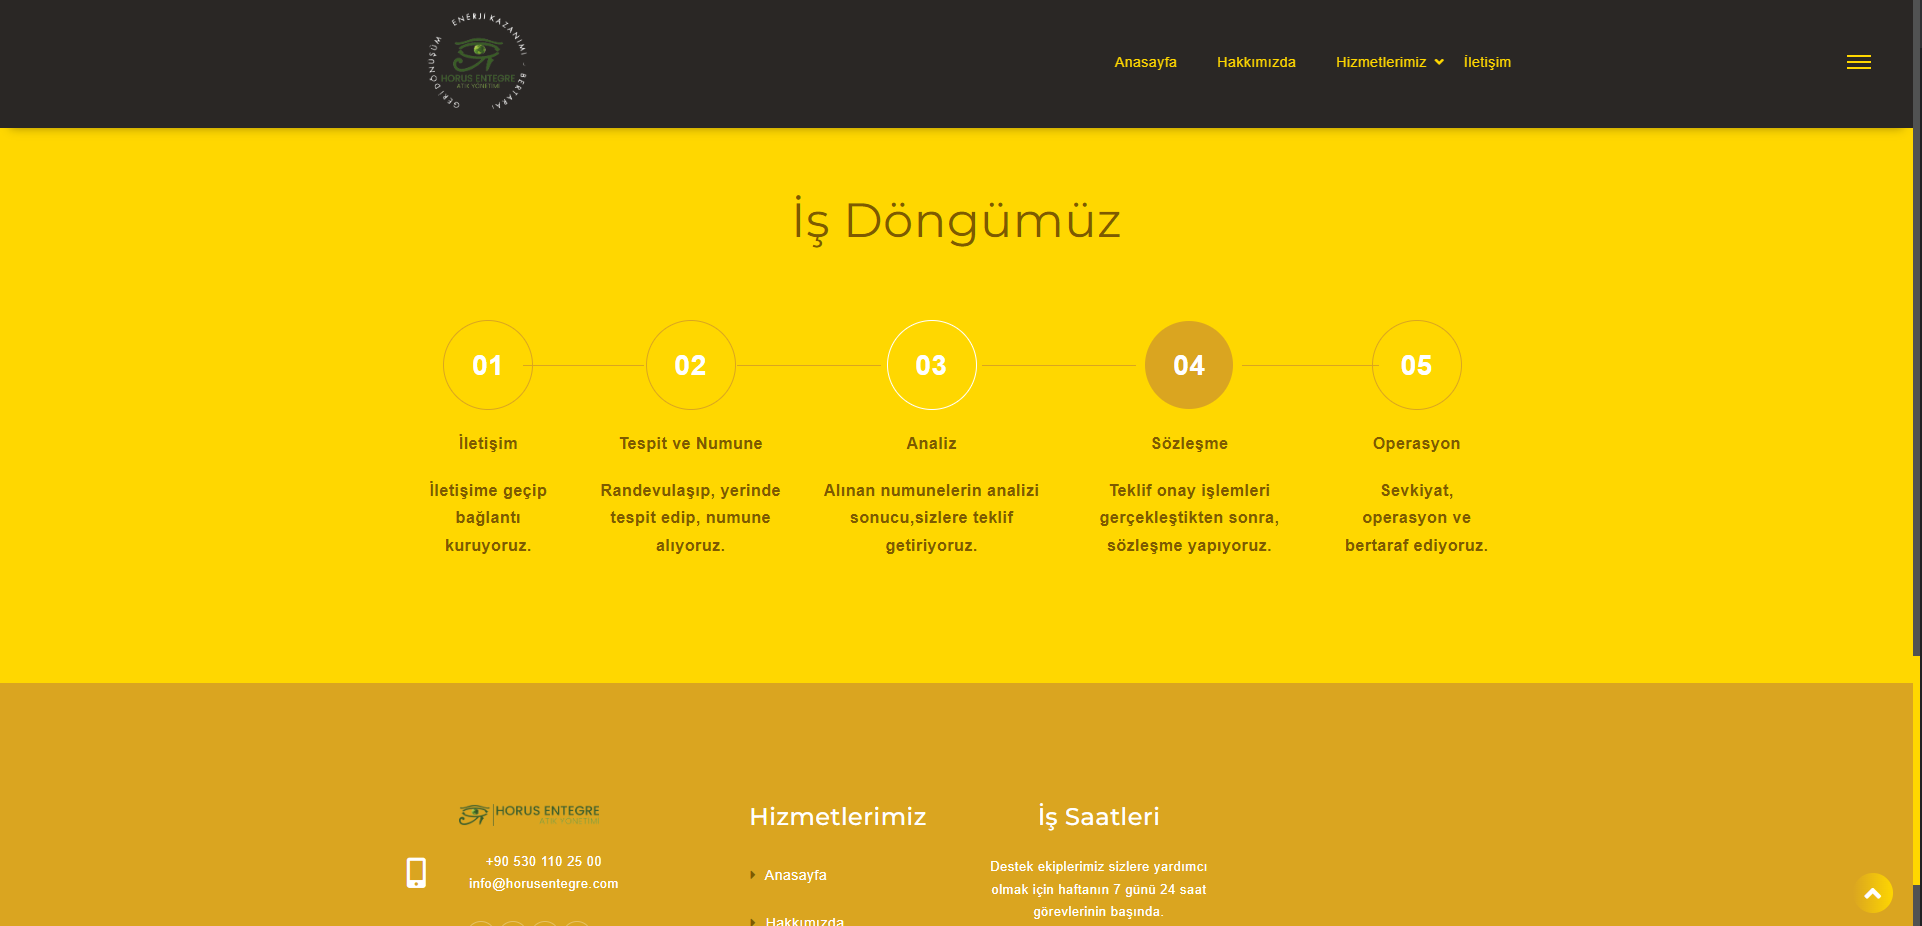 ENERJİ KAZANIMI - BERTARAF
GERİ DÖNÜŞÜM
HORUS ENTEGRE
ATIK YÖNETİMİ
Anasayfa
Hakkımızda
Hizmetlerimiz
İletişim
İş Döngümüz
01
02
03
04
05
İletişim
Tespit ve Numune
Analiz
Sözleşme
Operasyon
İletişime geçip
bağlantı
kuruyoruz.
Randevulaşıp, yerinde
tespit edip, numune
alıyoruz.
Alınan numunelerin analizi
sonucu,sizlere teklif
getiriyoruz.
Teklif onay işlemleri
gerçekleştikten sonra,
sözleşme yapıyoruz.
Sevkiyat,
operasyon ve
bertaraf ediyoruz.
HORUS ENTEGRE
ATIK YÖNETİMİ
+90 530 110 25 00
info@horusentegre.com
Hizmetlerimiz
Anasayfa
Hakkımızda
İş Saatleri
Destek ekiplerimiz sizlere yardımcı
olmak için haftanın 7 günü 24 saat
görevlerinin başında.